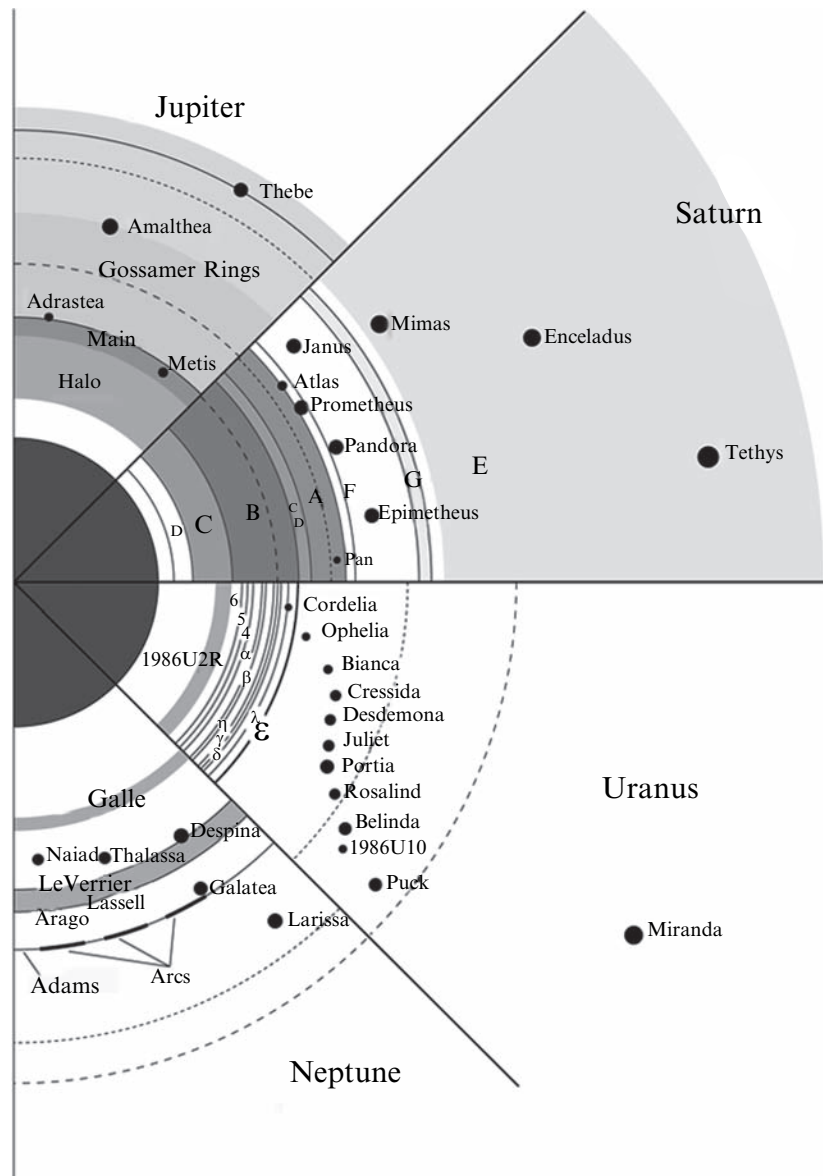 Jupiter
Thebe
Amalthea
Gossamer Rings
Adrastea
Main
Metis
Halo
Saturn
Mimas
Enceladus
Janus
Atlas
Prometheus
Pandora
Tethys
E
G
F
A
C
D
B
C
D
Epimetheus
Pan
6
5
4
α
β
1986U2R
η
γ
δ
λ
ε
Cordelia
Ophelia
Bianca
Cressida
Desdemona
Juliet
Portia
Rosalind
Belinda
1986U10
Puck
Uranus
Miranda
Galle
Despina
Naiad
Thalassa
LeVerrier
Lassell
Galatea
Arago
Larissa
Adams
Arcs
Neptune